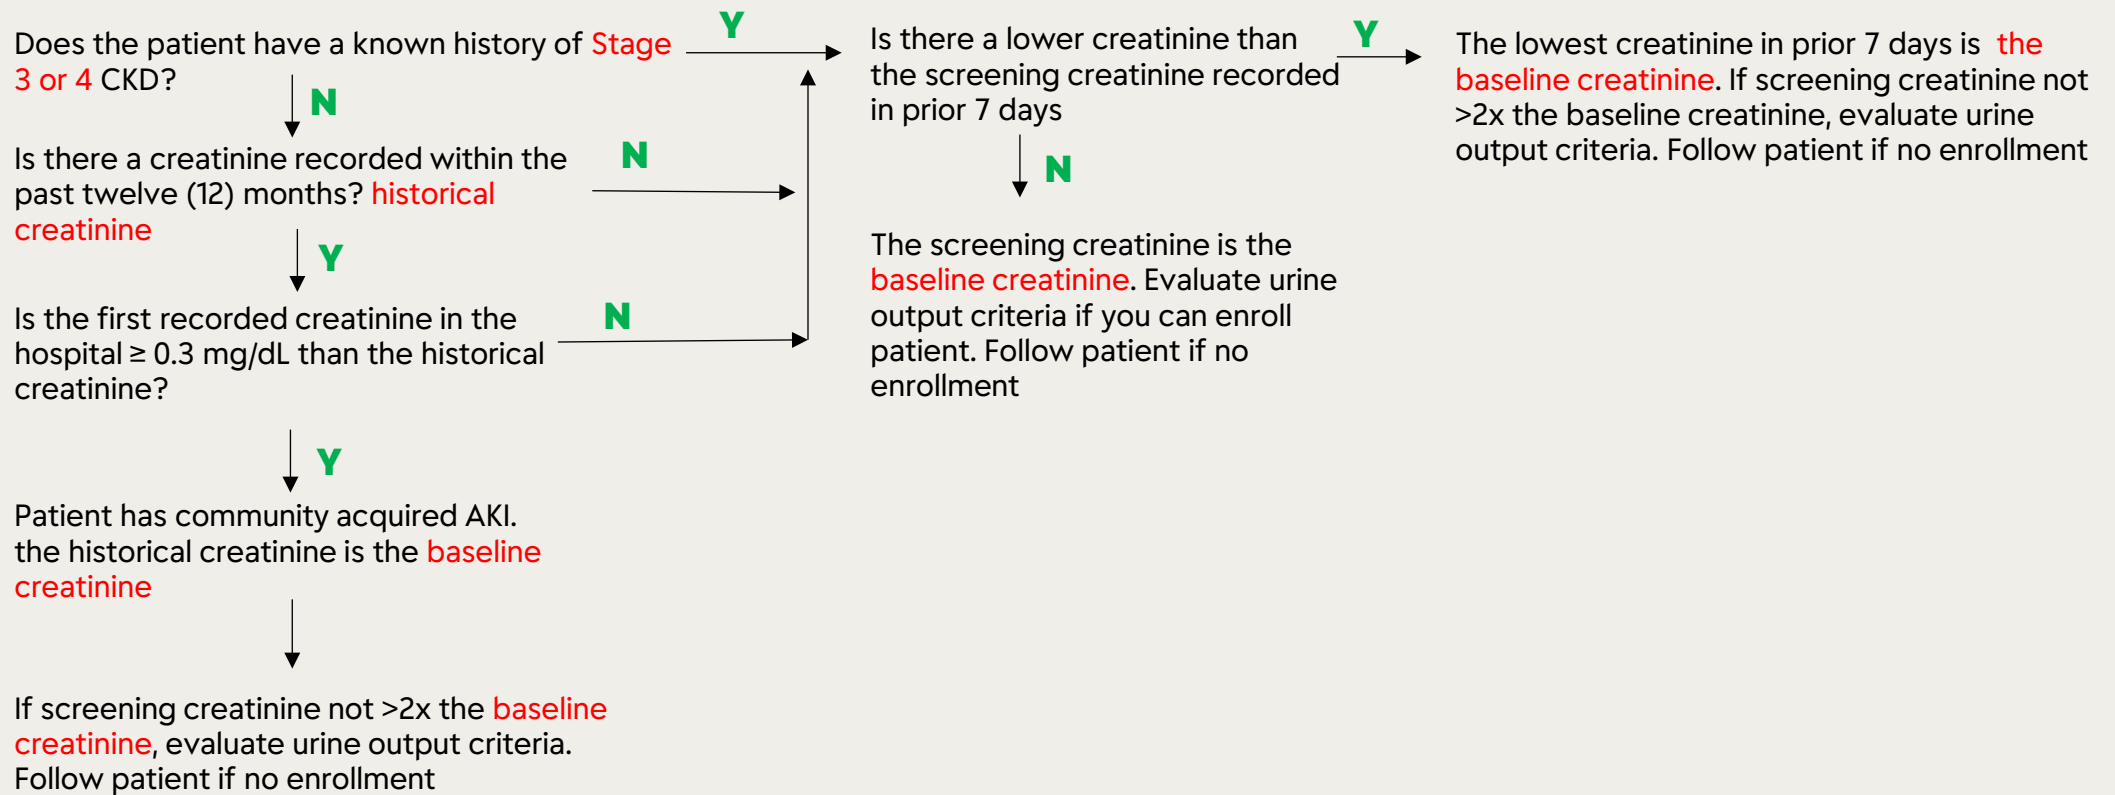 Does the patient have a known history of Stage
3 or 4 CKD?
Y
N
Is there a creatinine recorded within the
past twelve (12) months? historical
creatinine
N
Y
Is the first recorded creatinine in the
hospital ≥ 0.3 mg/dL than the historical
creatinine?
N
Y
Patient has community acquired AKI.
the historical creatinine is the baseline
creatinine
If screening creatinine not >2x the baseline
creatinine, evaluate urine output criteria.
Follow patient if no enrollment
Is there a lower creatinine than
the screening creatinine recorded
in prior 7 days
Y
N
The screening creatinine is the
baseline creatinine. Evaluate urine
output criteria if you can enroll
patient. Follow patient if no
enrollment
The lowest creatinine in prior 7 days is the
baseline creatinine. If screening creatinine not
>2x the baseline creatinine, evaluate urine
output criteria. Follow patient if no enrollment